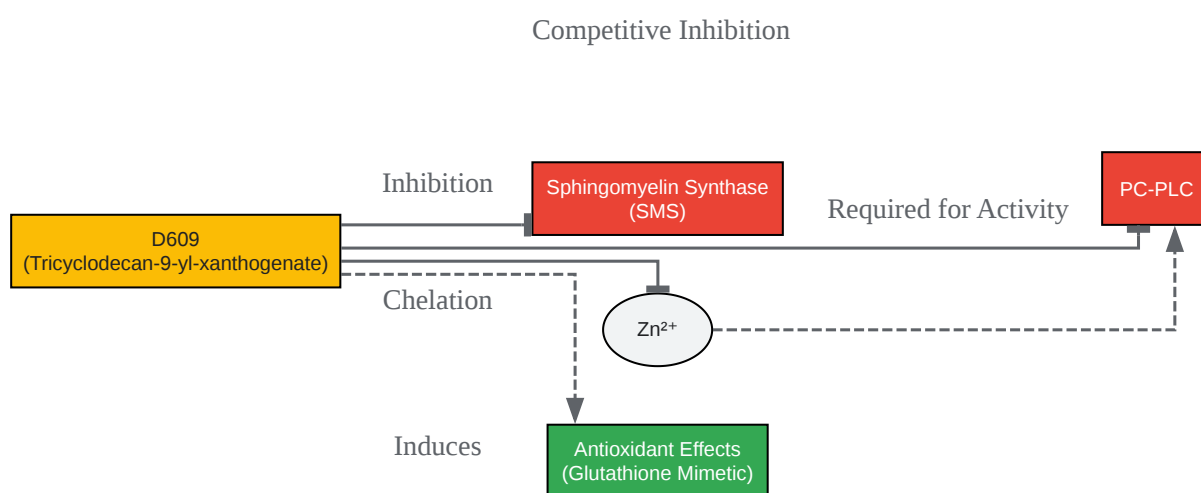 Competitive Inhibition
Inhibition
Sphingomyelin Synthase
(SMS)
PC-PLC
Required for Activity
D609
(Tricyclodecan-9-yl-xanthogenate)
Chelation
Zn²⁺
Induces
Antioxidant Effects
(Glutathione Mimetic)